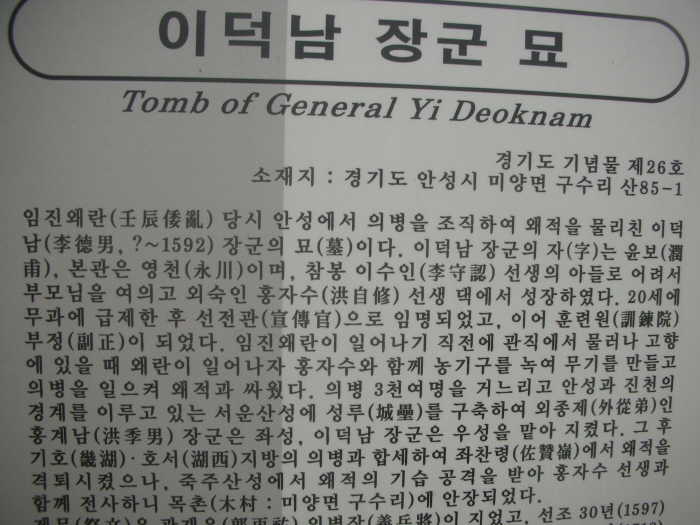 이덕남 장군 묘
Tomb of General Yi Deoknam
경기도 기념물 제26호
소재지 : 경기도 안성시 미양면 구수리 산85-1
임진왜란(壬辰倭亂) 당시 안성에서 의병을 조직하여 왜적을 물리친 이덕
남(李德男, ?～1592) 장군의 묘(墓)이다. 이덕남 장군의 자(字)는 윤보(潤
甫), 본관은 영천(永川)이며, 참봉 이수인(李守認) 선생의 아들로 어려서
부모님을 여의고 외숙인 홍자수(洪自修) 선생 댁에서 성장하였다. 20세에
무과에 급제한 후 선전관(宣傳官)으로 임명되었고, 이어 훈련원(訓鍊院)
부정(副正)이 되었다. 임진왜란이 일어나기 직전에 관직에서 물러나 고향
에 있을 때 왜란이 일어나자 홍자수와 함께 농기구를 녹여 무기를 만들고
의병을 일으켜 왜적과 싸웠다. 의병 3천여명을 거느리고 안성과 진천의
경계를 이루고 있는 서운산성에 성루(城壘)를 구축하여 외종제(外從弟)인
홍계남(洪季男) 장군은 좌성, 이덕남 장군은 우성을 맡아 지켰다. 그 후
기호(畿湖)·호서(湖西)지방의 의병과 합세하여 좌찬령(佐贊嶺)에서 왜적을
격퇴시켰으나, 죽주산성에서 왜적의 기습 공격을 받아 홍자수 선생과
함께 전사하니 목촌(木村 : 미양면 구수리)에 안장되었다.
의병장(義兵將)이 지었고, 선조 30년(1597)